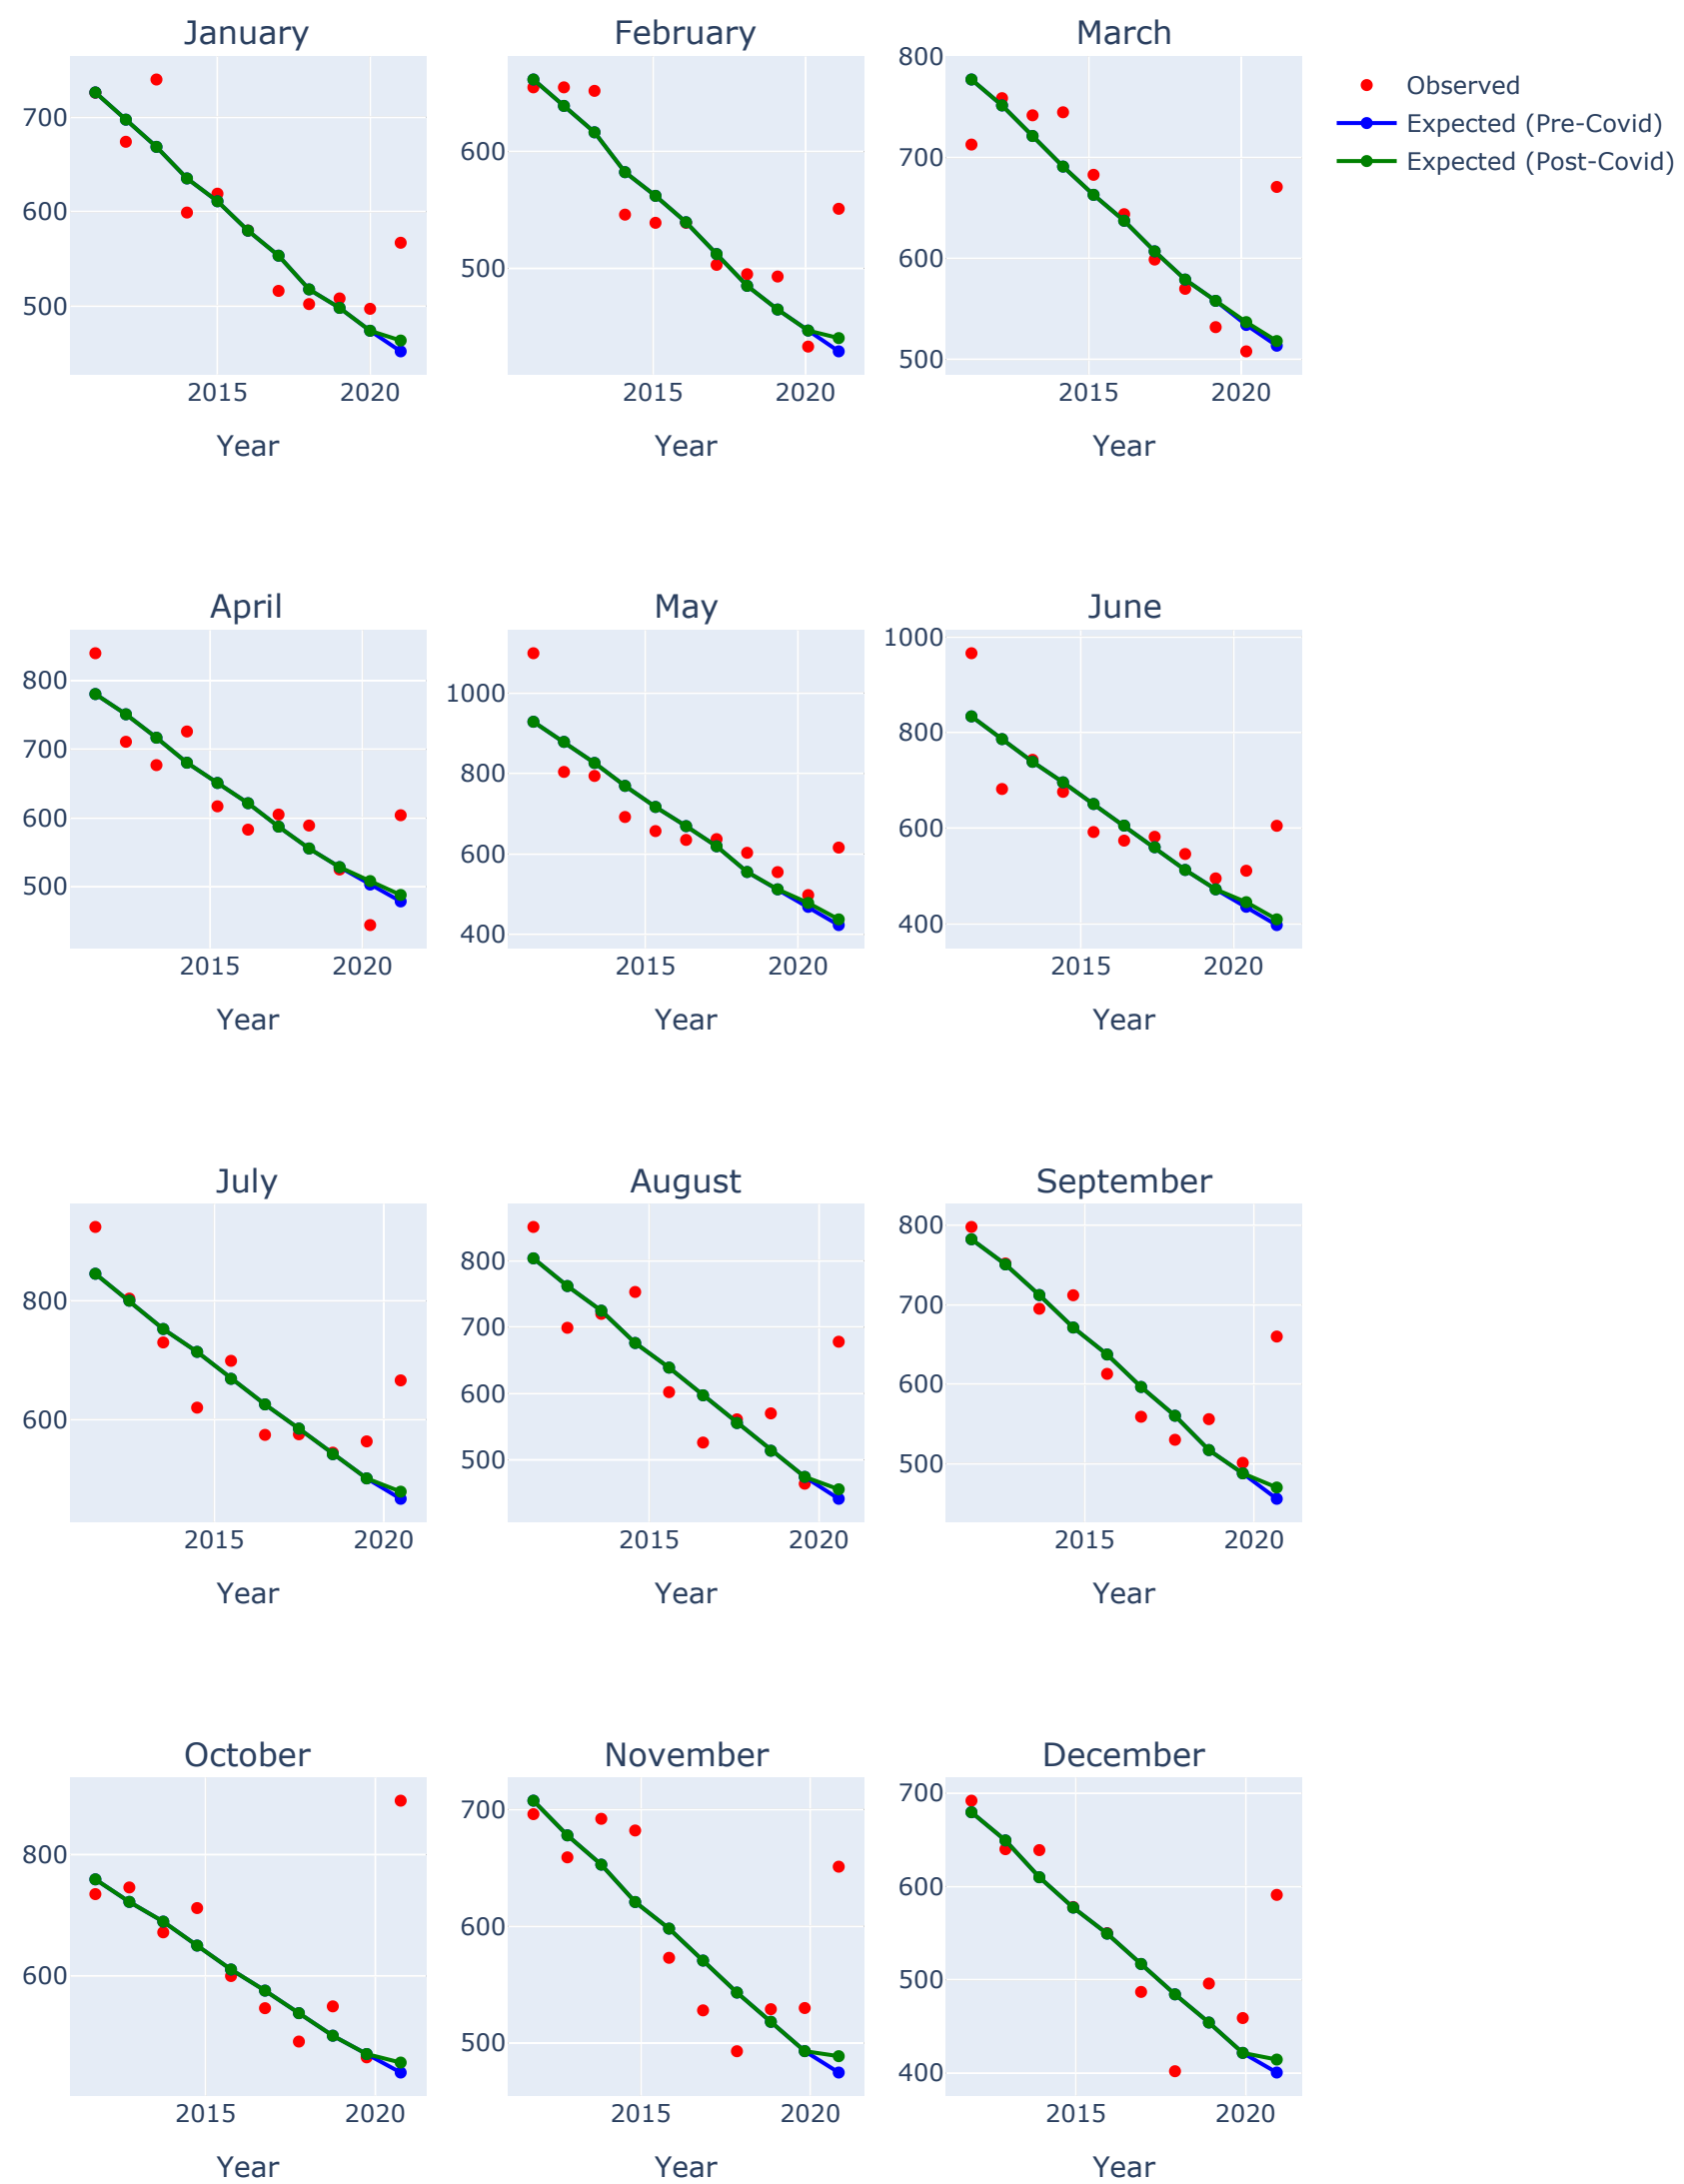 January
700
600
500
2015 2020
Year
February
600
500
2015 2020
Year
March
800
700
600
500
2015 2020
Year
Observed
Expected (Pre-Covid)
Expected (Post-Covid)
April
800
700
600
500
2015 2020
Year
May
1000
800
600
400
2015 2020
Year
June
1000
800
600
400
2015 2020
Year
July
800
600
2015 2020
Year
August
800
700
600
500
2015 2020
Year
September
800
700
600
500
2015 2020
Year
October
800
600
2015 2020
Year
November
700
600
500
2015 2020
Year
December
700
600
500
400
2015 2020
Year